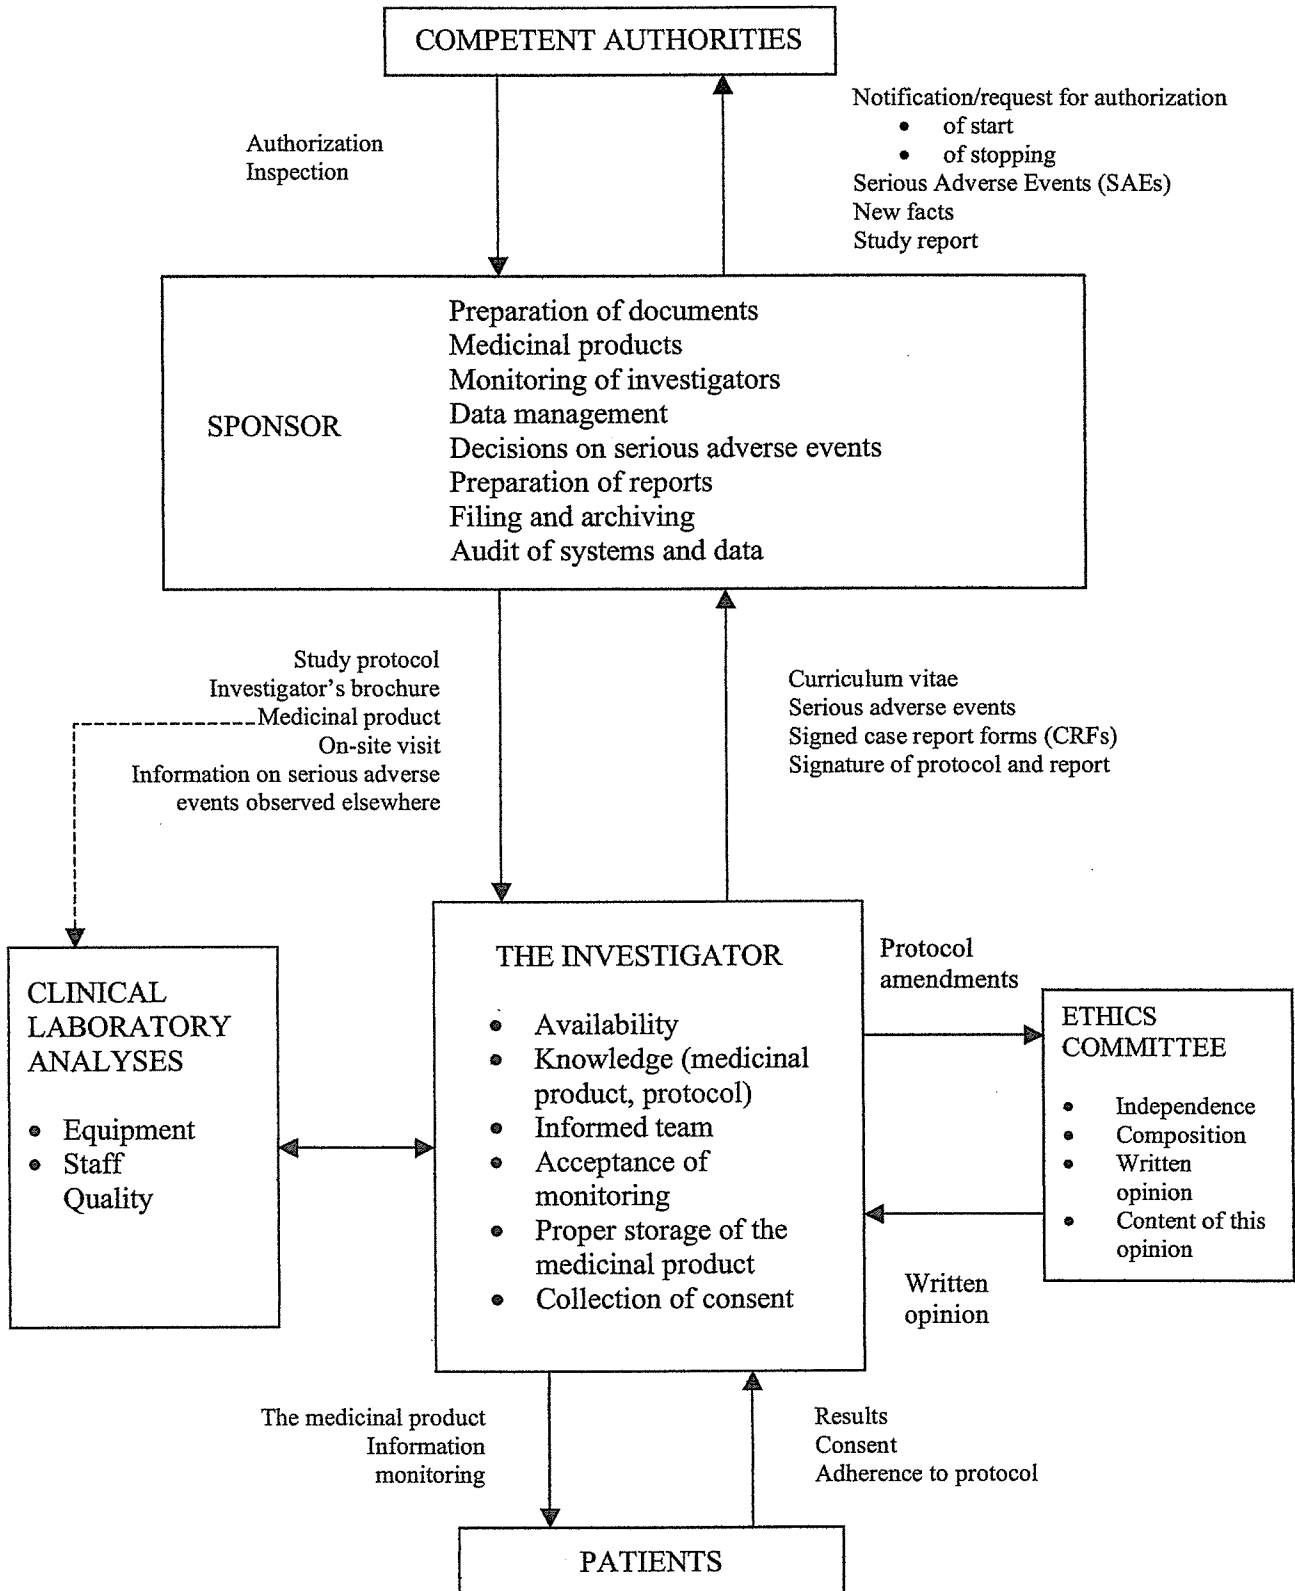 COMPETENT AUTHORITIES
Authorization
Inspection
Notification/request for authorization
• of start
• of stopping
Serious Adverse Events (SAEs)
New facts
Study report
SPONSOR
Preparation of documents
Medicinal products
Monitoring of investigators
Data management
Decisions on serious adverse events
Preparation of reports
Filing and archiving
Audit of systems and data
Study protocol
Investigator's brochure
Medicinal product
On-site visit
Information on serious adverse
events observed elsewhere
Curriculum vitae
Serious adverse events
Signed case report forms (CRFs)
Signature of protocol and report
CLINICAL
LABORATORY
ANALYSES
• Equipment
• Staff
Quality
THE INVESTIGATOR
• Availability
• Knowledge (medicinal
product, protocol)
• Informed team
• Acceptance of
monitoring
• Proper storage of the
medicinal product
• Collection of consent
Protocol
amendments
ETHICS
COMMITTEE
• Independence
• Composition
• Written
opinion
• Content of this
opinion
Written
opinion
The medicinal product
Information
monitoring
Results
Consent
Adherence to protocol
PATIENTS